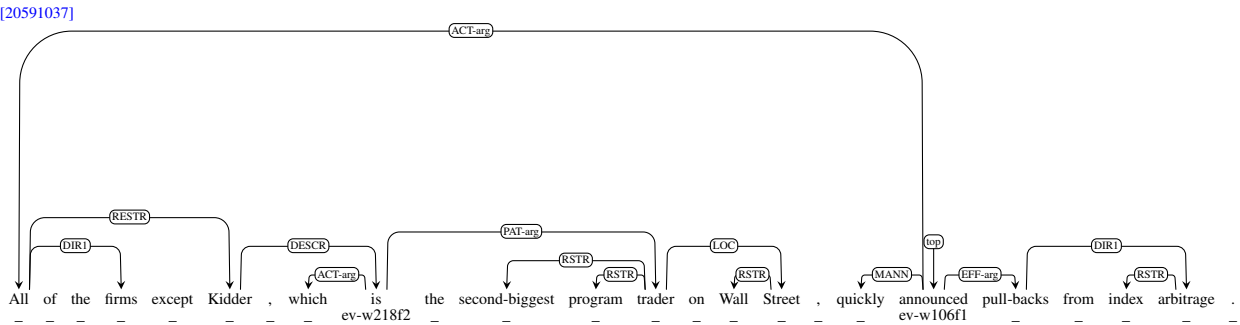 [20591037]
ACT-arg
RESTR
PAT-arg
top
DIR1 DESCR LOC DIR1
RSTR
ACT-arg RSTR RSTR MANN EFF-arg RSTR
All of the firms except Kidder , which is the second-biggest program trader on Wall Street , quickly announced pull-backs from index arbitrage .
_ _ _ _ _ _ _ _ ev-w218f2 _ _ _ _ _ _ _ _ _ ev-w106f1 _ _ _ _ _